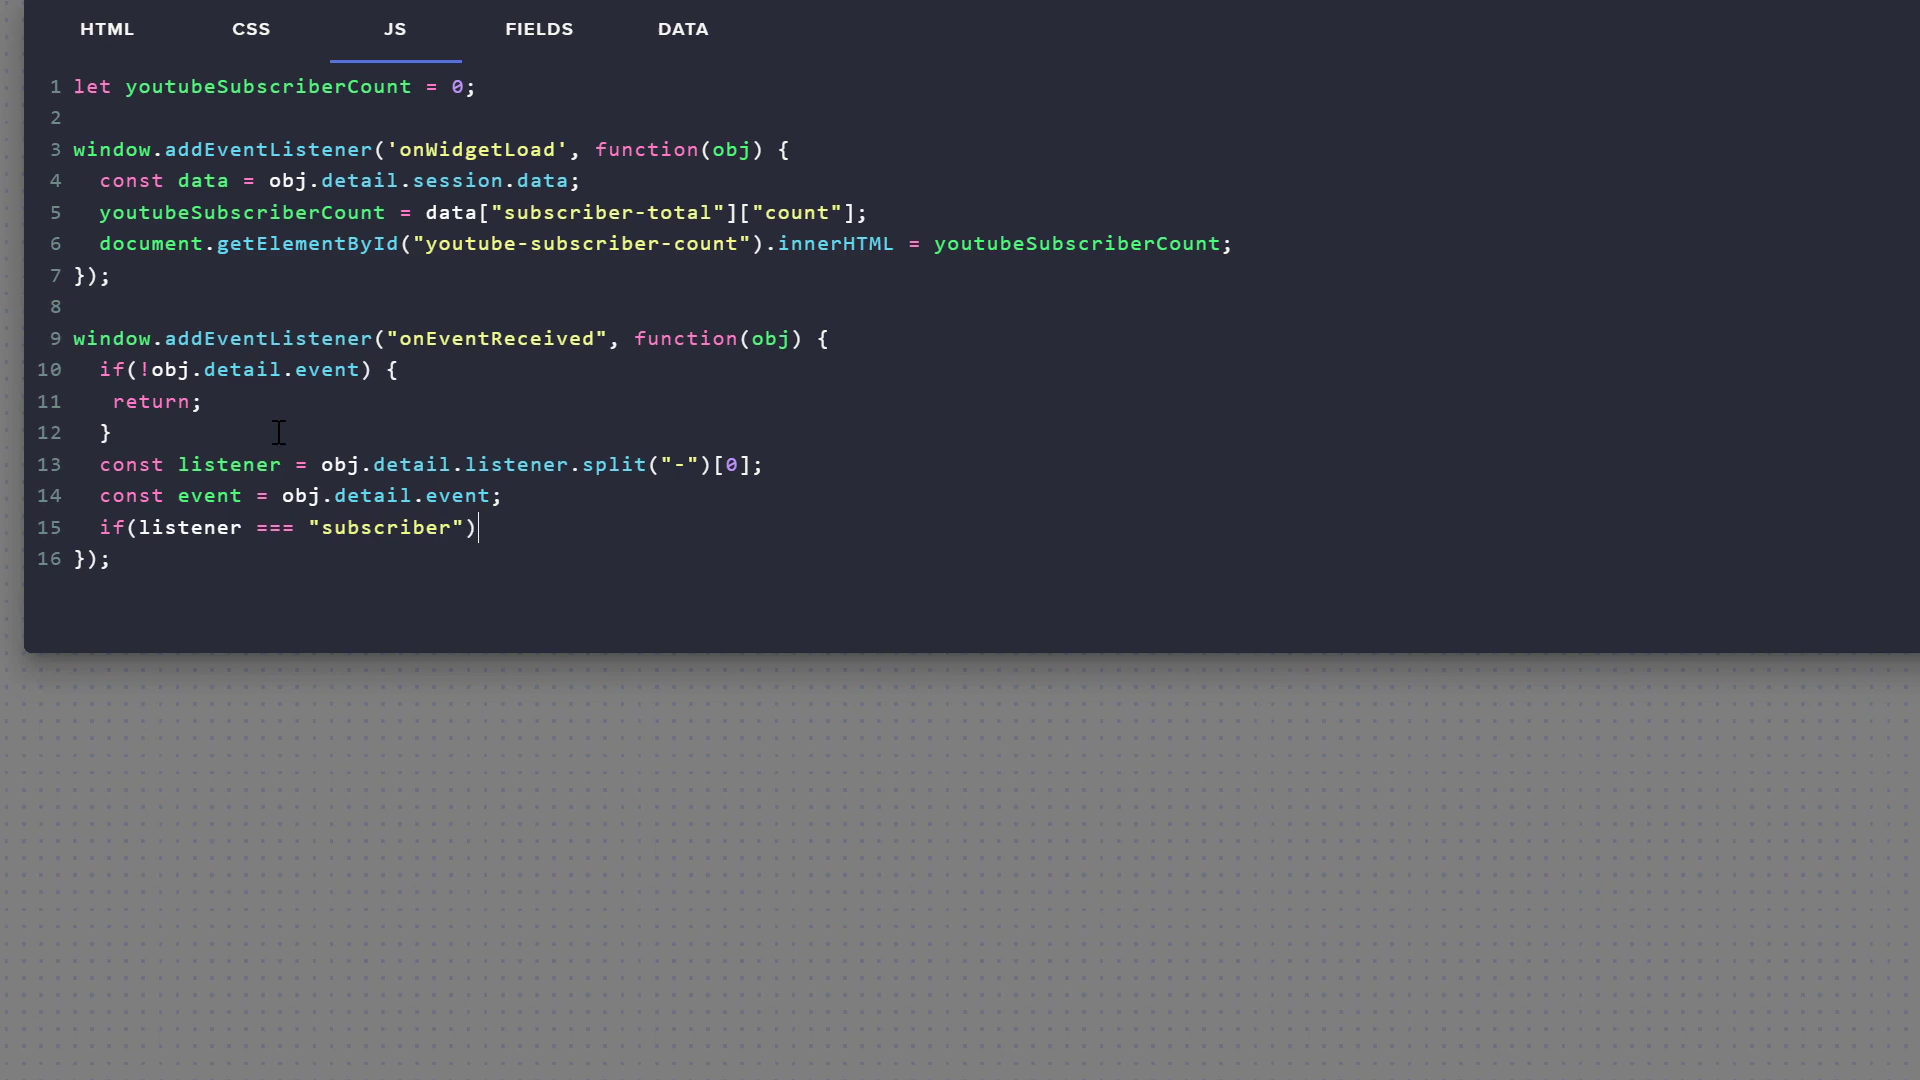 HTML CSS JS FIELDS DATA
1 let youtubeSubscriberCount = 0;
2
3 window.addEventListener('onWidgetLoad', function(obj) {
4   const data = obj.detail.session.data;
5   youtubeSubscriberCount = data["subscriber-total"]["count"];
6   document.getElementById("youtube-subscriber-count").innerHTML = youtubeSubscriberCount;
7 });
8
9 window.addEventListener("onEventReceived", function(obj) {
10   if(!obj.detail.event) {
11    return;
12   }
13   const listener = obj.detail.listener.split("-")[0];
14   const event = obj.detail.event;
15   if(listener === "subscriber")
16 });